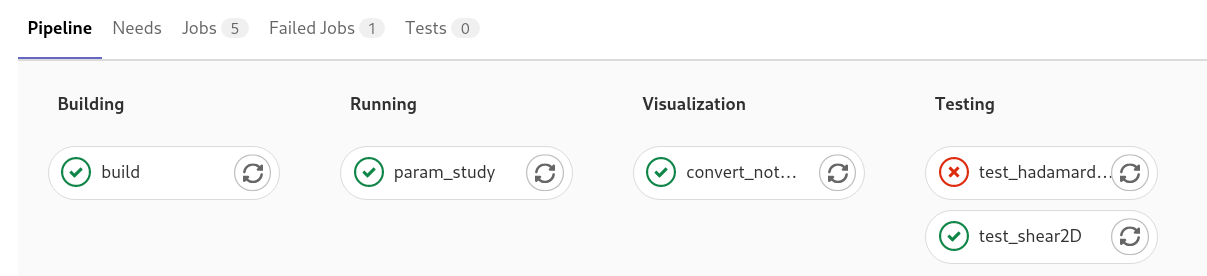 Pipeline Needs Jobs 5 Failed Jobs 1 Tests 0
Building Running Visualization Testing
build param_study convert_not... test_hadamard...
test_shear2D